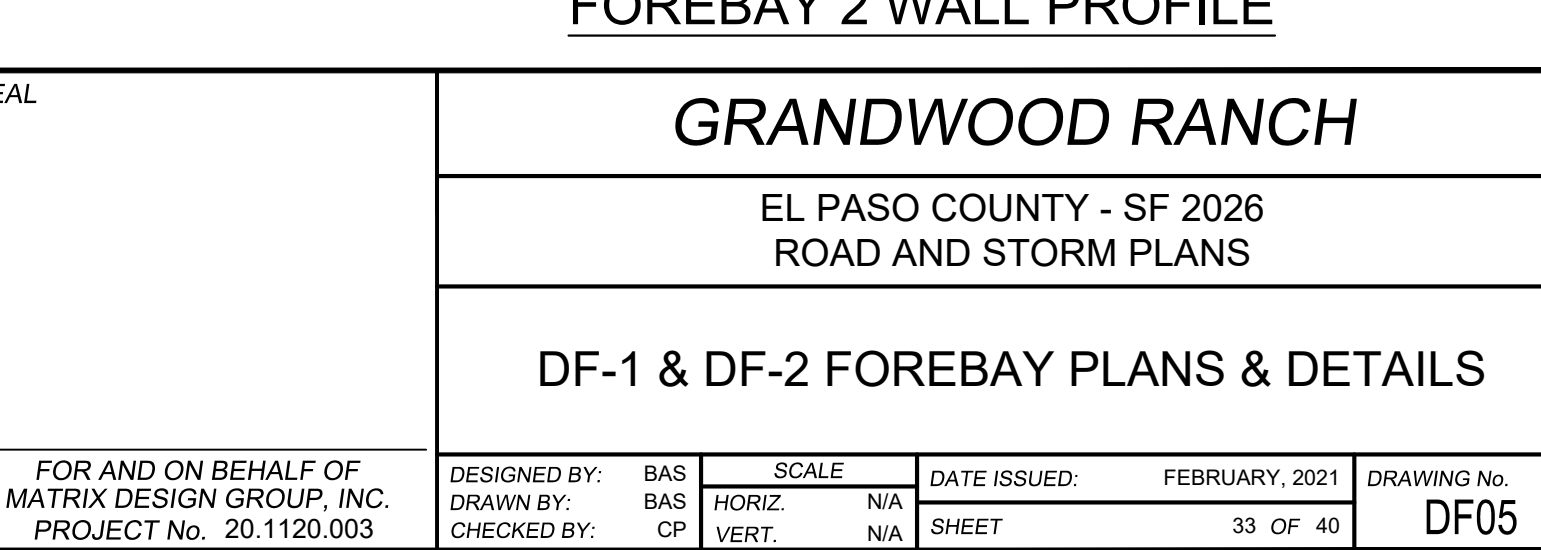 FOREBAY 2 WALL PROFILE
EAL
GRANDWOOD RANCH
EL PASO COUNTY - SF 2026
ROAD AND STORM PLANS
DF-1 & DF-2 FOREBAY PLANS & DETAILS
FOR AND ON BEHALF OF
MATRIX DESIGN GROUP, INC.
PROJECT No. 20.1120.003
DESIGNED BY: BAS
DRAWN BY: BAS
CHECKED BY: CP
SCALE
HORIZ. N/A
VERT. N/A
DATE ISSUED: FEBRUARY, 2021
SHEET 33 OF 40
DRAWING No.
DF05